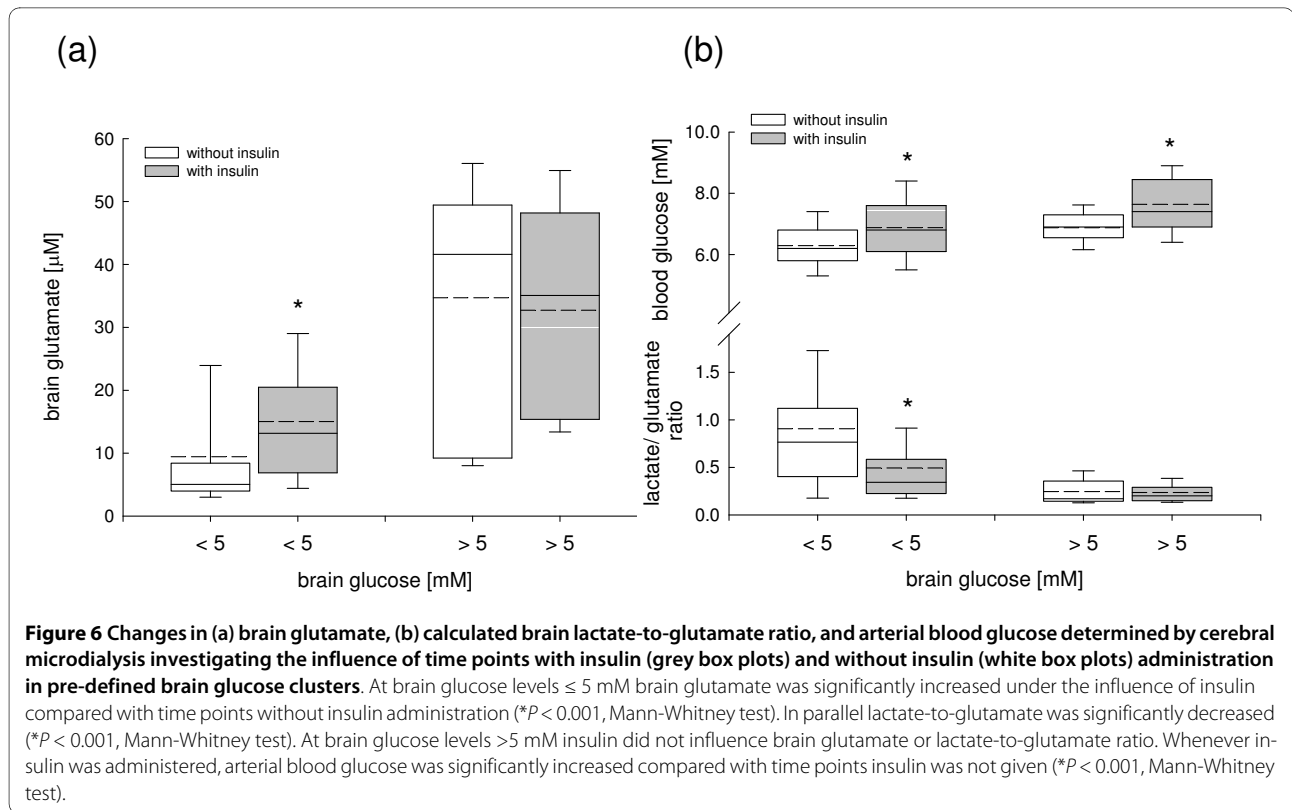 (a)
without insulin
with insulin
60
50
40
30
20
10
0
brain glutamate [µM]
*
< 5
< 5
> 5
> 5
brain glucose [mM]
(b)
without insulin
with insulin
10.0
8.0
6.0
blood glucose [mM]
*
*
1.5
1.0
0.5
0.0
lactate/ glutamate
ratio
*
< 5
< 5
> 5
> 5
brain glucose [mM]
Figure 6 Changes in (a) brain glutamate, (b) calculated brain lactate-to-glutamate ratio, and arterial blood glucose determined by cerebral
microdialysis investigating the influence of time points with insulin (grey box plots) and without insulin (white box plots) administration
in pre-defined brain glucose clusters. At brain glucose levels ≤ 5 mM brain glutamate was significantly increased under the influence of insulin
compared with time points without insulin administration (*P < 0.001, Mann-Whitney test). In parallel lactate-to-glutamate was significantly decreased
(*P < 0.001, Mann-Whitney test). At brain glucose levels >5 mM insulin did not influence brain glutamate or lactate-to-glutamate ratio. Whenever in-
sulin was administered, arterial blood glucose was significantly increased compared with time points insulin was not given (*P < 0.001, Mann-Whitney
test).